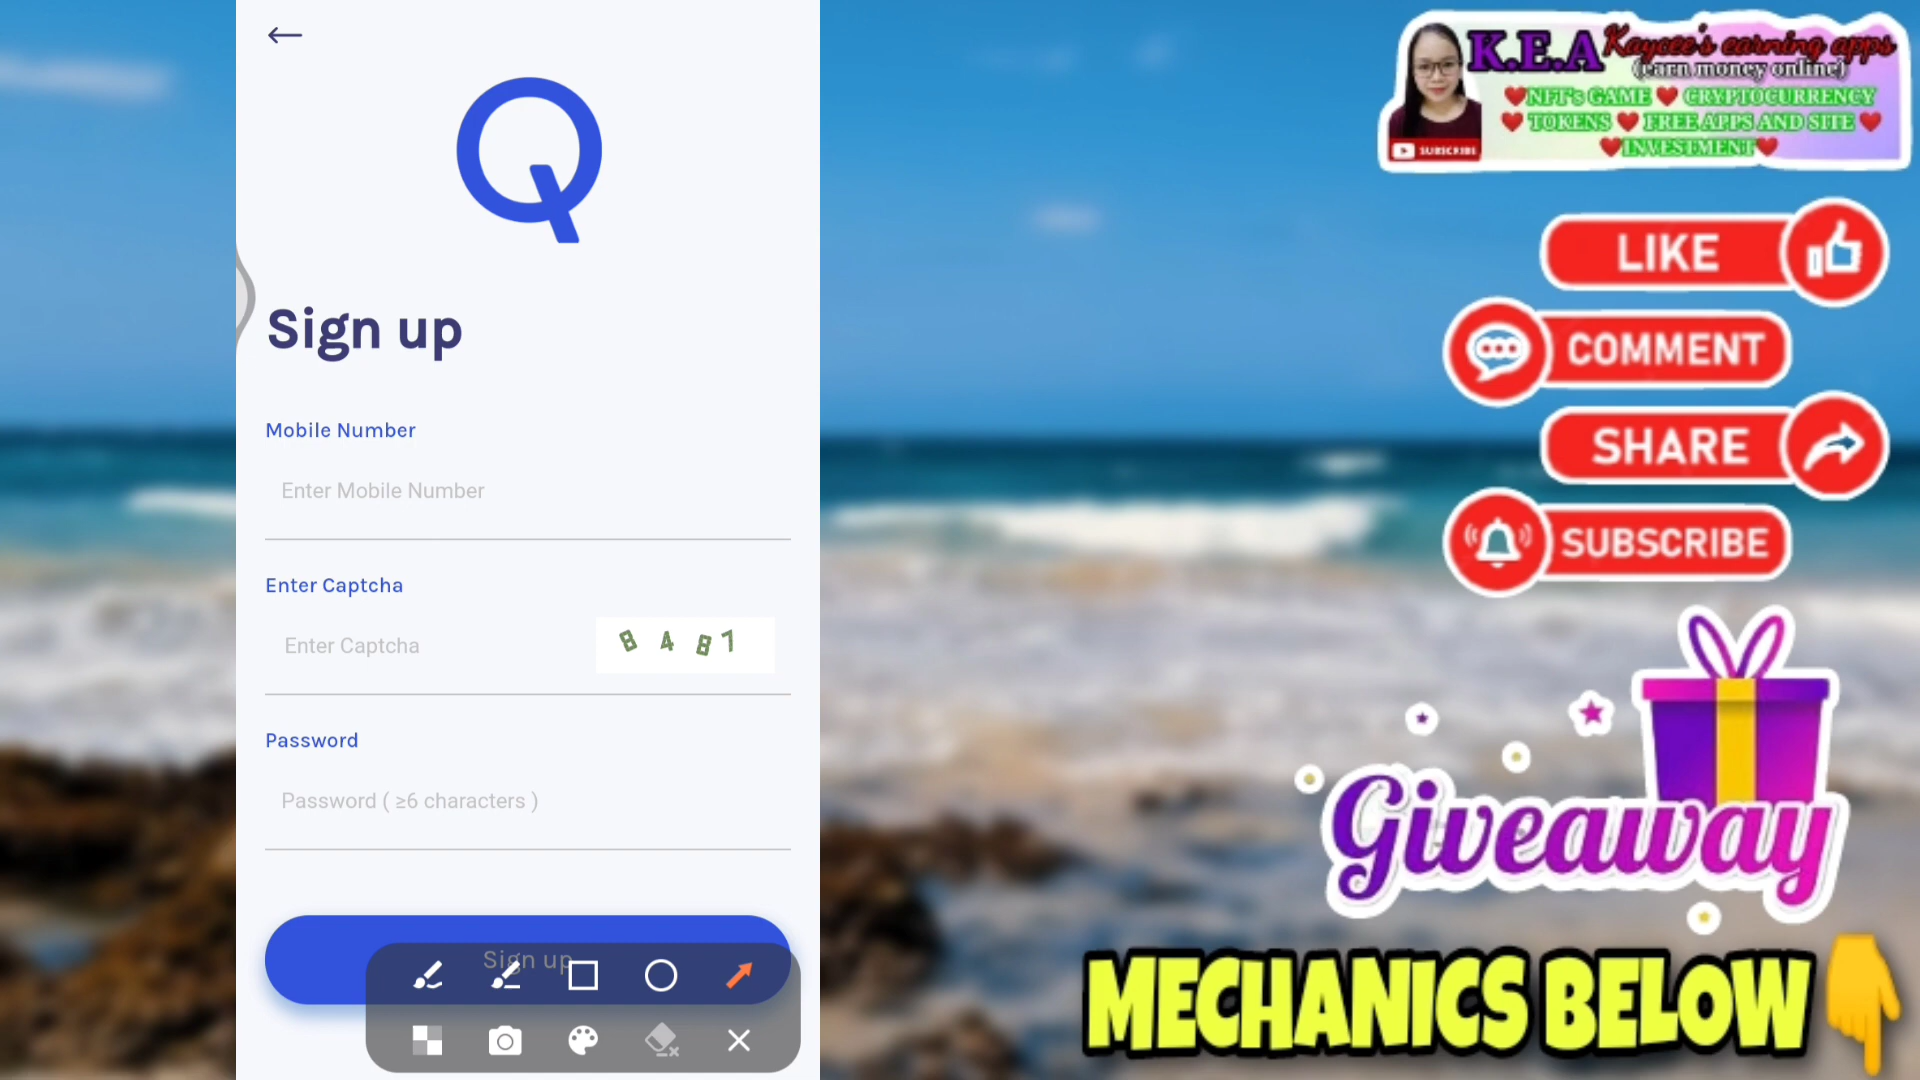 Q
Sign up
Mobile Number
Enter Mobile Number
Enter Captcha
Enter Captcha
8 4 8 7
Password
Password ( ≥6 characters )
Sign up
K.E.A Kaycee's earning apps
(earn money online)
❤NFT's GAME ❤ CRYPTOCURRENCY
❤ TOKENS ❤ FREE APPS AND SITE ❤
❤INVESTMENT❤
SUBSCRIBE
LIKE
COMMENT
SHARE
SUBSCRIBE
Giveaway
MECHANICS BELOW